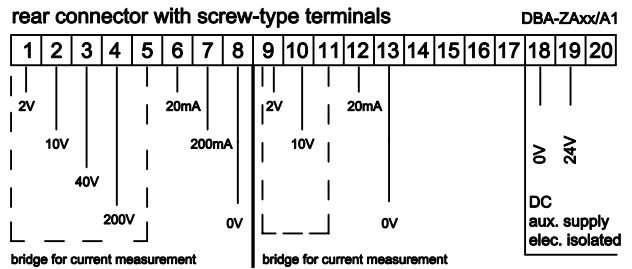 rear connector with screw-type terminals DBA-ZAxx/A1
1 2 3 4 5 6 7 8 9 10 11 12 13 14 15 16 17 18 19 20
2V 20mA 2V 20mA
10V 200mA 10V
40V
0V 24V
200V 0V 0V
DC
aux. supply
elec. isolated
bridge for current measurement bridge for current measurement